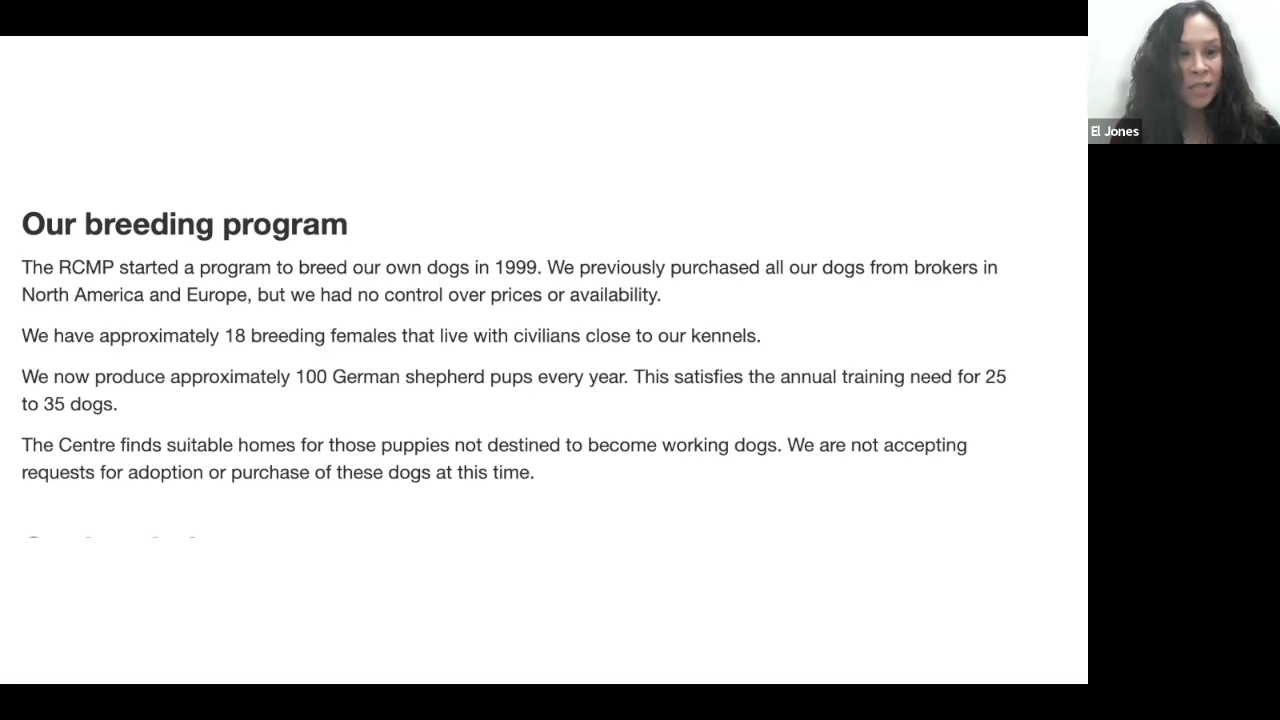 Our breeding program
The RCMP started a program to breed our own dogs in 1999. We previously purchased all our dogs from brokers in
North America and Europe, but we had no control over prices or availability.
We have approximately 18 breeding females that live with civilians close to our kennels.
We now produce approximately 100 German shepherd pups every year. This satisfies the annual training need for 25
to 35 dogs.
The Centre finds suitable homes for those puppies not destined to become working dogs. We are not accepting
requests for adoption or purchase of these dogs at this time.
El Jones